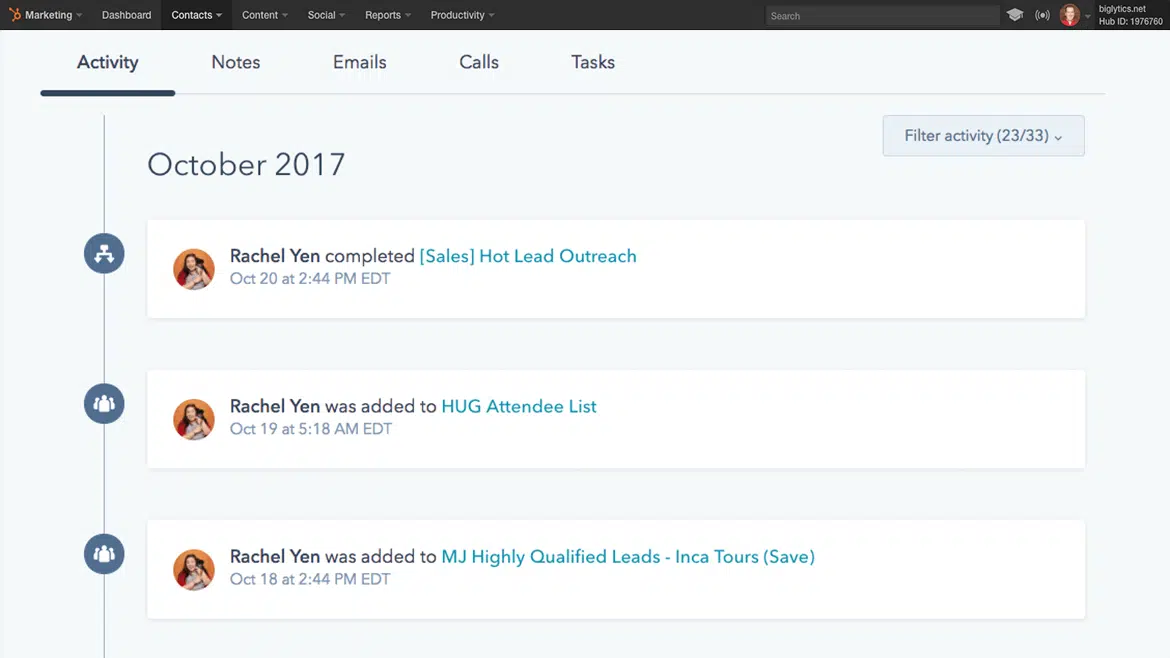 Marketing Dashboard Contacts Content Social Reports Productivity Search biglytics.net
Hub ID: 1976760
Activity Notes Emails Calls Tasks
Filter activity (23/33)
October 2017
Rachel Yen completed [Sales] Hot Lead Outreach
Oct 20 at 2:44 PM EDT
Rachel Yen was added to HUG Attendee List
Oct 19 at 5:18 AM EDT
Rachel Yen was added to MJ Highly Qualified Leads - Inca Tours (Save)
Oct 18 at 2:44 PM EDT